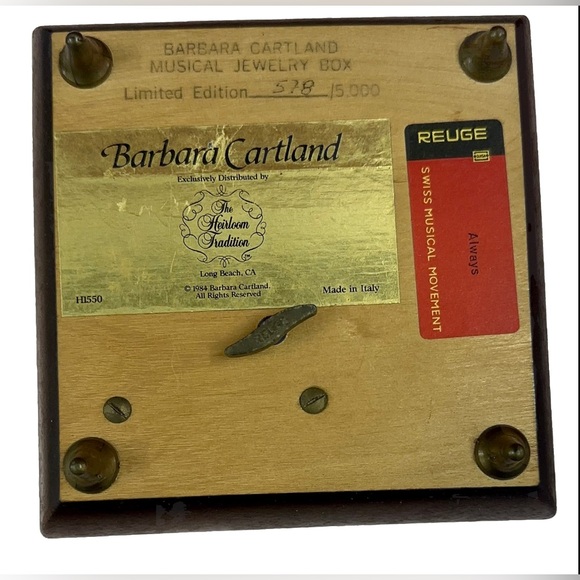 BARBARA CARTLAND
MUSICAL JEWELRY BOX
Limited Edition 578 /5.000
Barbara Cartland
Exclusively Distributed by
The
Heirloom
Tradition
Long Beach, CA
© 1984 Barbara Cartland.
All Rights Reserved
H1550
Made in Italy
REUGE
SWISS MUSICAL MOVEMENT
Always